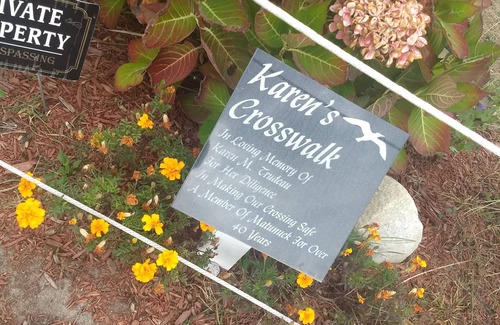 IVATE
PERTY
SPASSING
Karen's
Crosswalk
In Loving Memory Of
Karen M. Trudeau
For Her Diligence
In Making Our Crossing Safe
A Member Of Matunuck For Over
40 Years